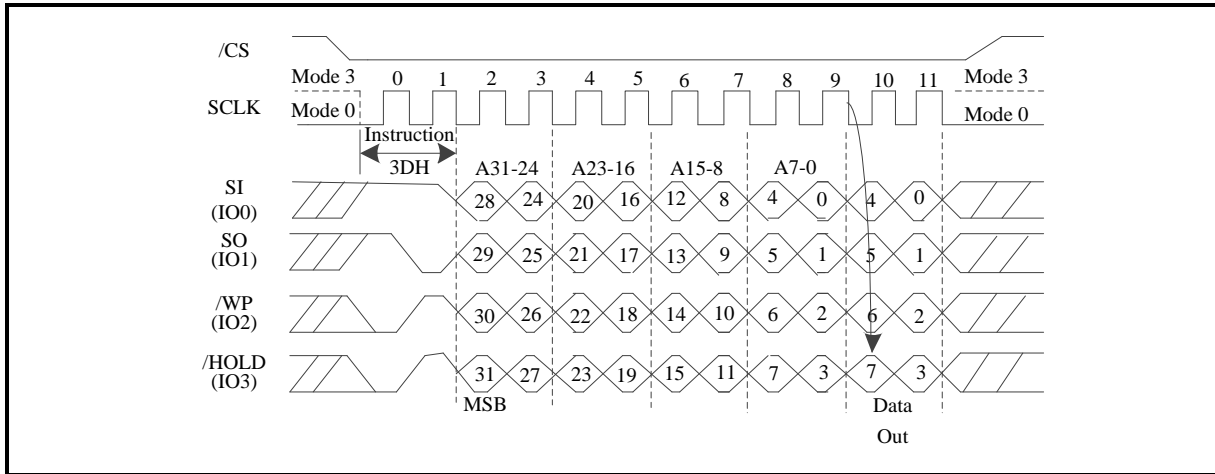 /CS
Mode 3 0 1 2 3 4 5 6 7 8 9 10 11 Mode 3
SCLK Mode 0 Mode 0
Instruction
3DH A31-24 A23-16 A15-8 A7-0
SI
(IO0) 28 24 20 16 12 8 4 0 4 0
SO
(IO1) 29 25 21 17 13 9 5 1 5 1
/WP
(IO2) 30 26 22 18 14 10 6 2 6 2
/HOLD
(IO3) 31 27 23 19 15 11 7 3 7 3
MSB Data
Out